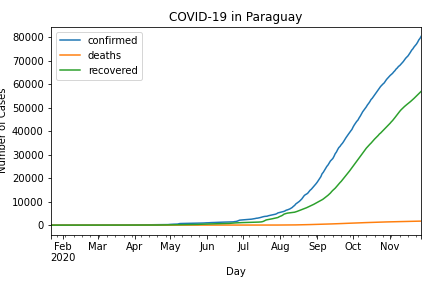 COVID-19 in Paraguay
confirmed
deaths
recovered
80000
70000
60000
50000
40000
30000
20000
10000
0
Number of Cases
Feb Mar Apr May Jun Jul Aug Sep Oct Nov
2020
Day